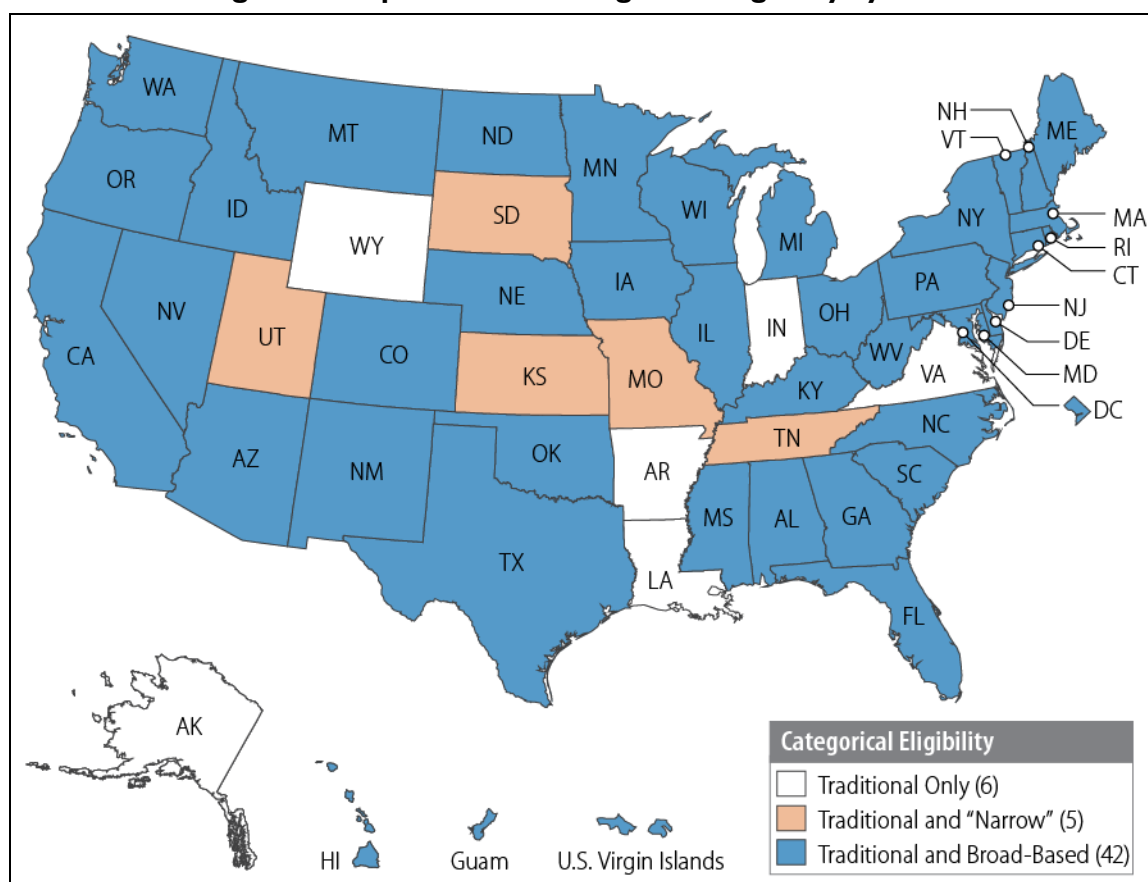 NH
VT
ME
WA
MT
ND
MN
OR
ID
SD
WI
MI
NY
MA
RI
CT
WY
IA
PA
NJ
NE
NV
UT
CO
IL
IN
OH
DE
CA
KS
MO
WV
VA
MD
KY
DC
NC
TN
AZ
NM
OK
AR
SC
MS
AL
GA
TX
LA
FL
AK
HI
Guam
U.S. Virgin Islands
Categorical Eligibility
Traditional Only (6)
Traditional and “Narrow” (5)
Traditional and Broad-Based (42)